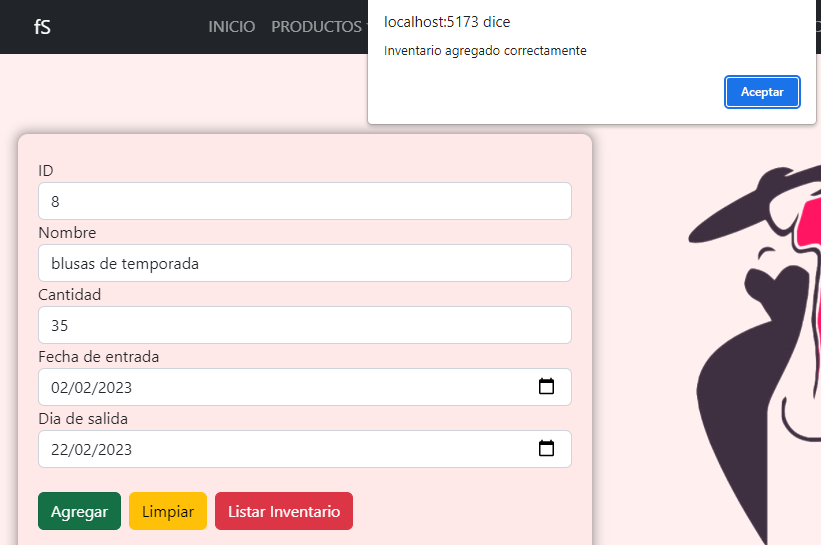 fS
INICIO PRODUCTOS
localhost:5173 dice
Inventario agregado correctamente
Aceptar
ID
8
Nombre
blusas de temporada
Cantidad
35
Fecha de entrada
02/02/2023
Dia de salida
22/02/2023
Agregar Limpiar Listar Inventario